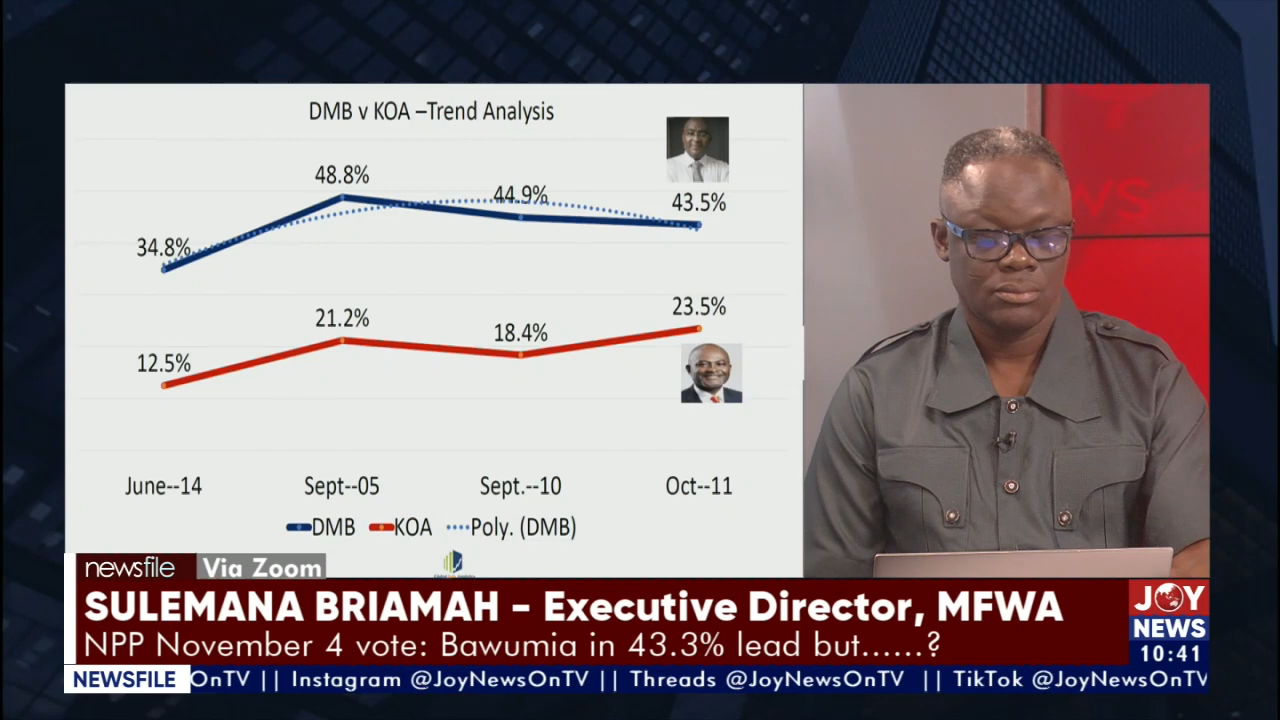 DMB v KOA –Trend Analysis
48.8%
44.9%
43.5%
34.8%
23.5%
21.2%
18.4%
12.5%
June--14 Sept--05 Sept.--10 Oct--11
DMB KOA Poly. (DMB)
WS
newsfile Via Zoom
SULEMANA BRIAMAH – Executive Director, MFWA
NPP November 4 vote: Bawumia in 43.3% lead but......?
JOY
NEWS
10:41
NEWSFILE OnTV || Instagram @JoyNewsOnTV || Threads @JoyNewsOnTV || TikTok @JoyNewsOnTV